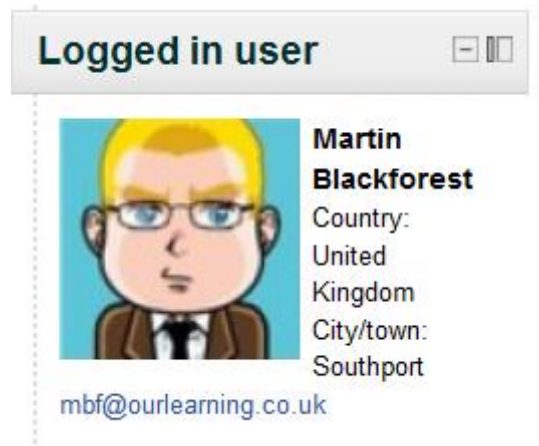 Logged in user
Martin
Blackforest
Country:
United
Kingdom
City/town:
Southport
mbf@ourlearning.co.uk